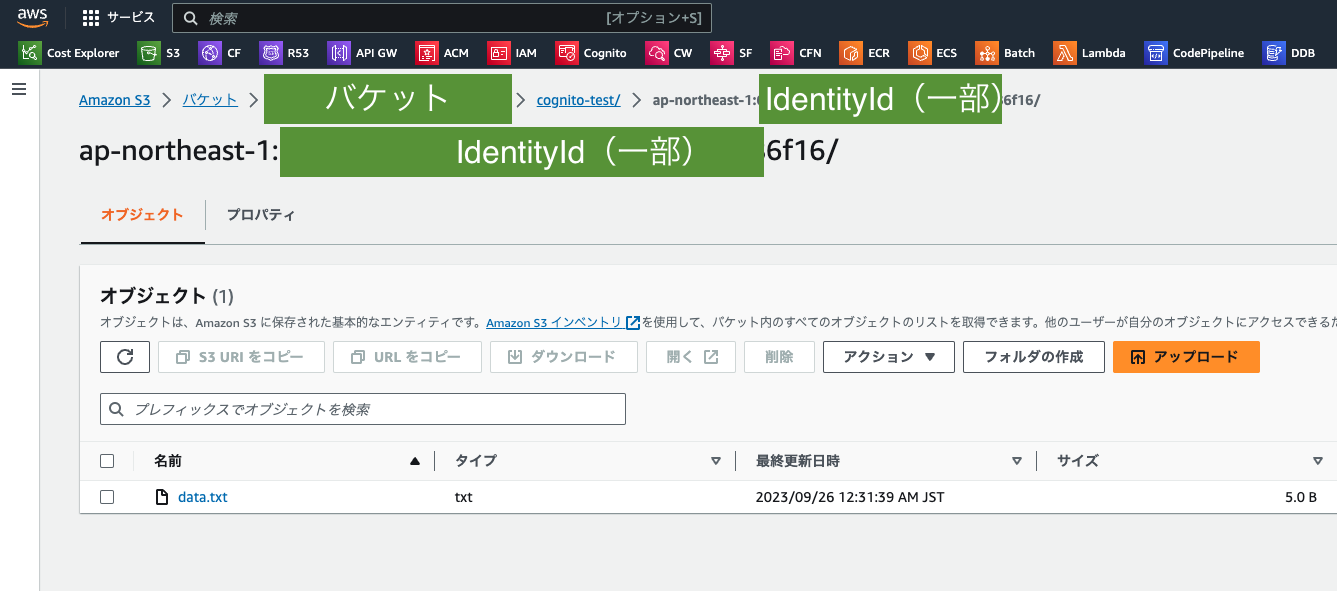 aws サービス 検索 [オプション+S]
Cost Explorer S3 CF R53 API GW ACM IAM Cognito CW SF CFN ECR ECS Batch Lambda CodePipeline DDB
Amazon S3 > バケット > バケット > cognito-test/ > ap-northeast-1: IdentityId（一部） 6f16/
ap-northeast-1: IdentityId（一部） 6f16/
オブジェクト プロパティ
オブジェクト (1)
オブジェクトは、Amazon S3 に保存された基本的なエンティティです。Amazon S3 インベントリ を使用して、バケット内のすべてのオブジェクトのリストを取得できます。他のユーザーが自分のオブジェクトにアクセスできるた
S3 URI をコピー URL をコピー ダウンロード 開く 削除 アクション フォルダの作成 アップロード
プレフィックスでオブジェクトを検索
名前 タイプ 最終更新日時 サイズ
data.txt txt 2023/09/26 12:31:39 AM JST 5.0 B